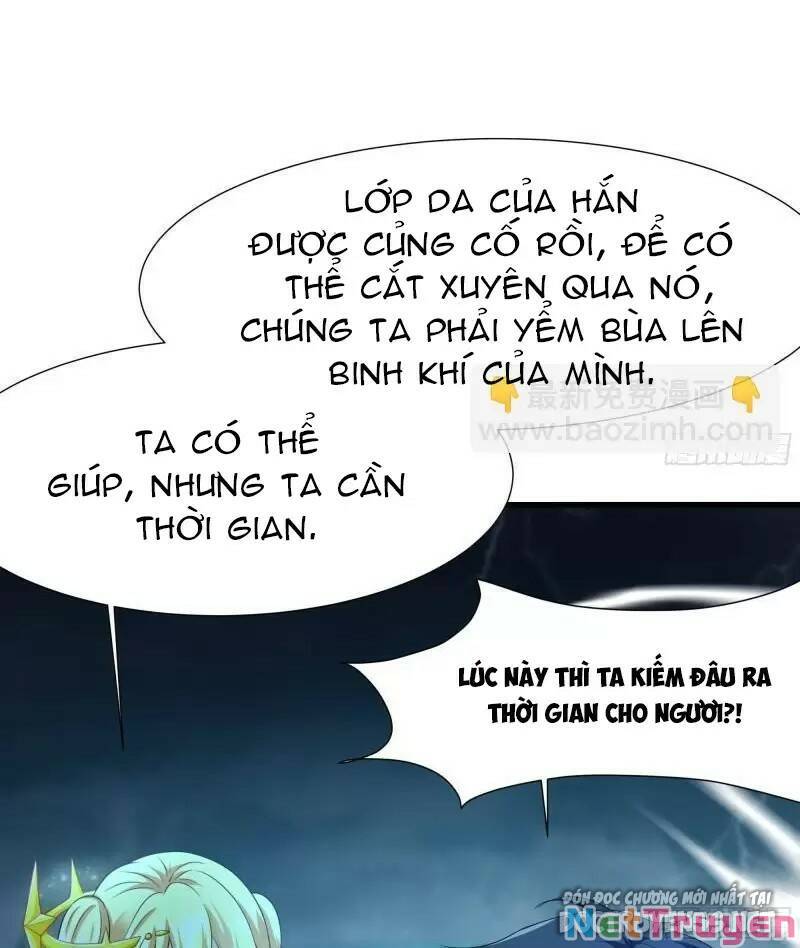 LỚP DA CỦA HẮN
ĐƯỢC CỦNG CỐ RỒI, ĐỂ CÓ
THỂ CẮT XUYÊN QUA NÓ,
CHÚNG TA PHẢI YỂM BÙA LÊN
BINH KHÍ CỦA MÌNH.
最新免费漫画
www.baozimh.com
TA CÓ THỂ
GIÚP, NHƯNG TA CẦN
THỜI GIAN.
LÚC NÀY THÌ TA KIẾM ĐÂU RA
THỜI GIAN CHO NGƯƠI?!
ĐÓN ĐỌC CHƯƠNG MỚI NHẤT TẠI
NetTruyen